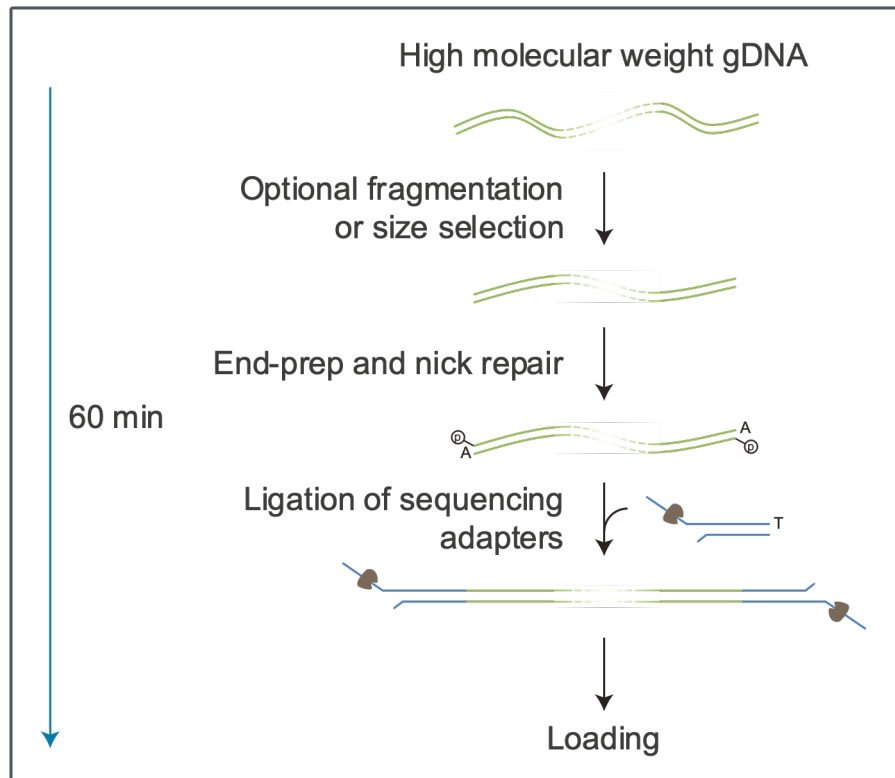 High molecular weight gDNA
Optional fragmentation
or size selection
End-prep and nick repair
60 min
p
A
A
p
Ligation of sequencing
adapters
T
Loading